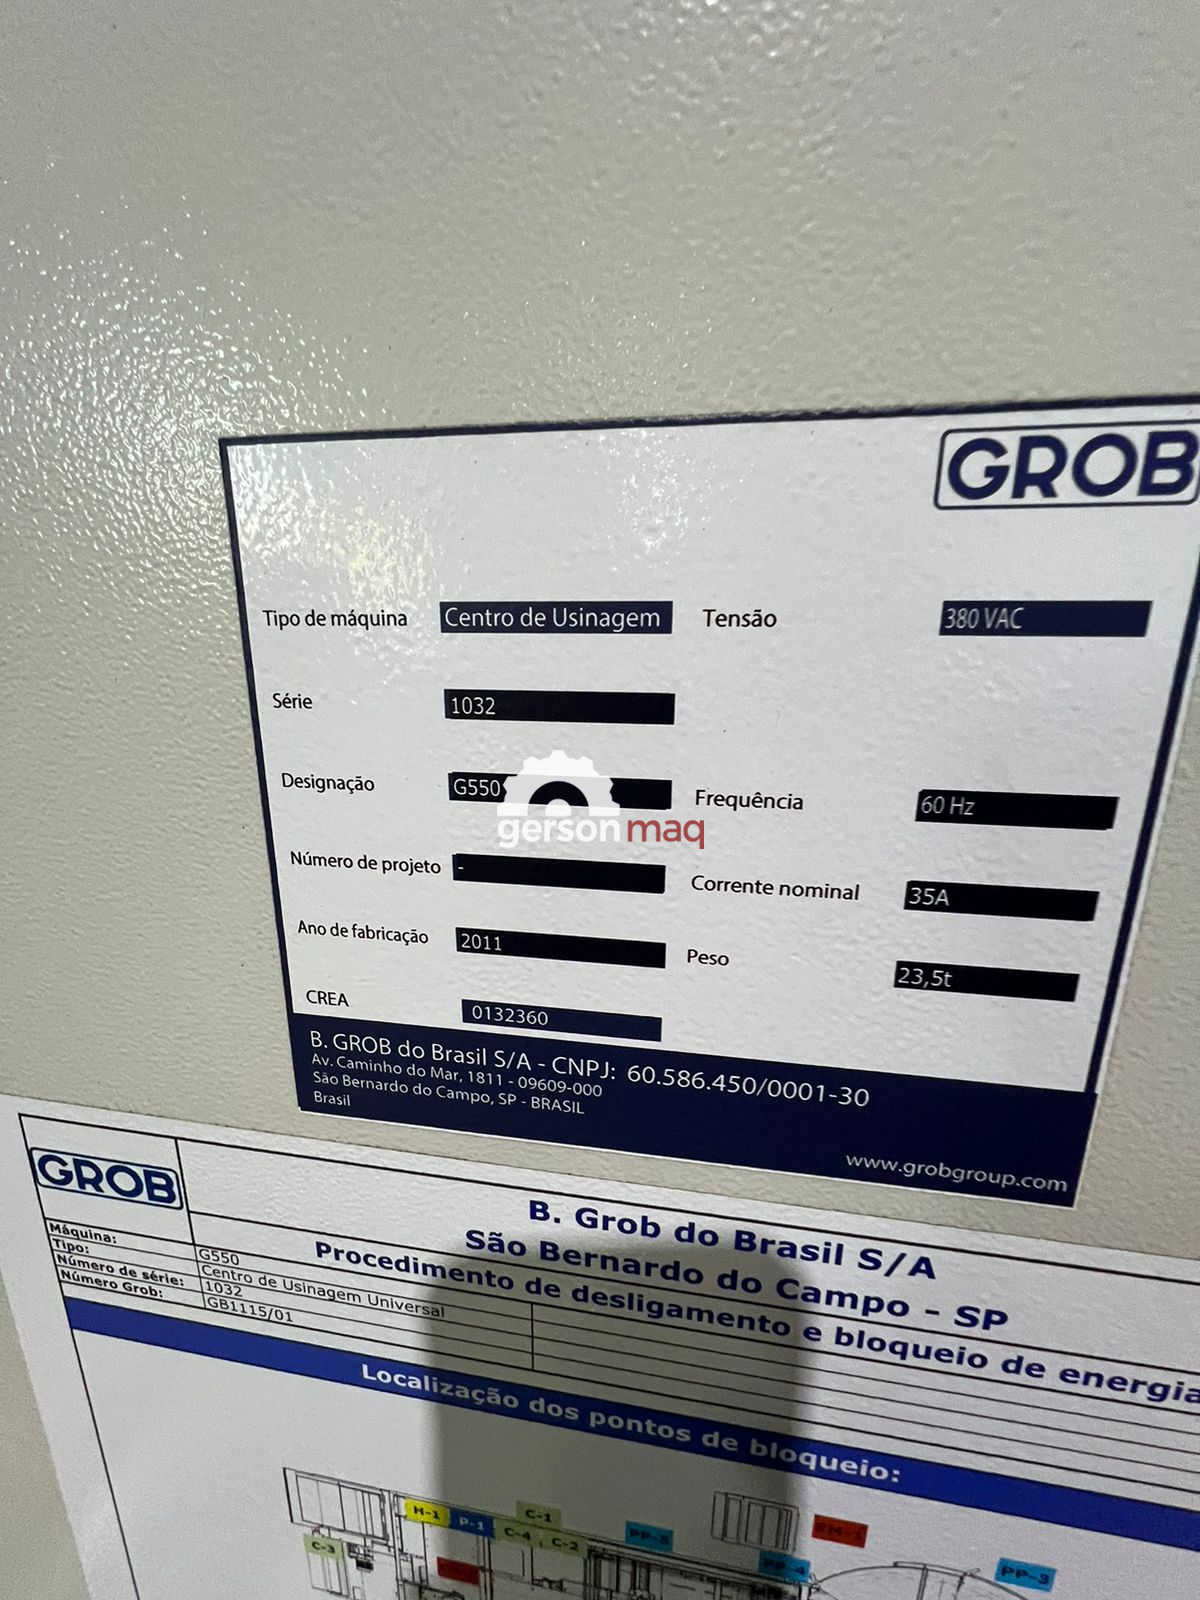 GROB
Tipo de máquina Centro de Usinagem Tensão 380 VAC
Série 1032
Designação G550 Frequência 60 Hz
gerson maq
Número de projeto - Corrente nominal 35A
Ano de fabricação 2011 Peso 23,5t
CREA 0132360
B. GROB do Brasil S/A - CNPJ: 60.586.450/0001-30
Av. Caminho do Mar, 1811 - 09609-000
São Bernardo do Campo, SP - BRASIL
Brasil
www.grobgroup.com
GROB
B. Grob do Brasil S/A
São Bernardo do Campo - SP
Procedimento de desligamento e bloqueio de energia
Máquina: G550
Tipo: Centro de Usinagem Universal
Número de série: 1032
Número Grob: GB1115/01
Localização dos pontos de bloqueio:
H-1 P-1 C-1 C-4 C-2 PP-5
C-3 PP-4 PP-3